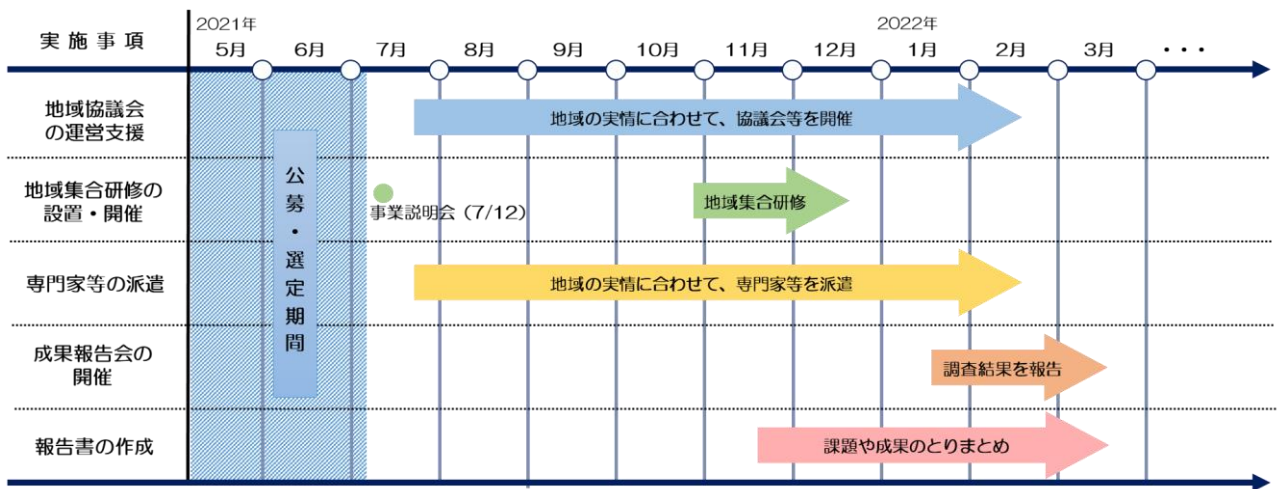 実施事項
2021年
2022年
5月 6月 7月 8月 9月 10月 11月 12月 1月 2月 3月 ・・・
地域協議会
の運営支援
地域の実情に合わせて、協議会等を開催
公募・選定期間
地域集合研修の
設置・開催
事業説明会（7/12）
地域集合研修
専門家等の派遣
地域の実情に合わせて、専門家等を派遣
成果報告会の
開催
調査結果を報告
報告書の作成
課題や成果のとりまとめ